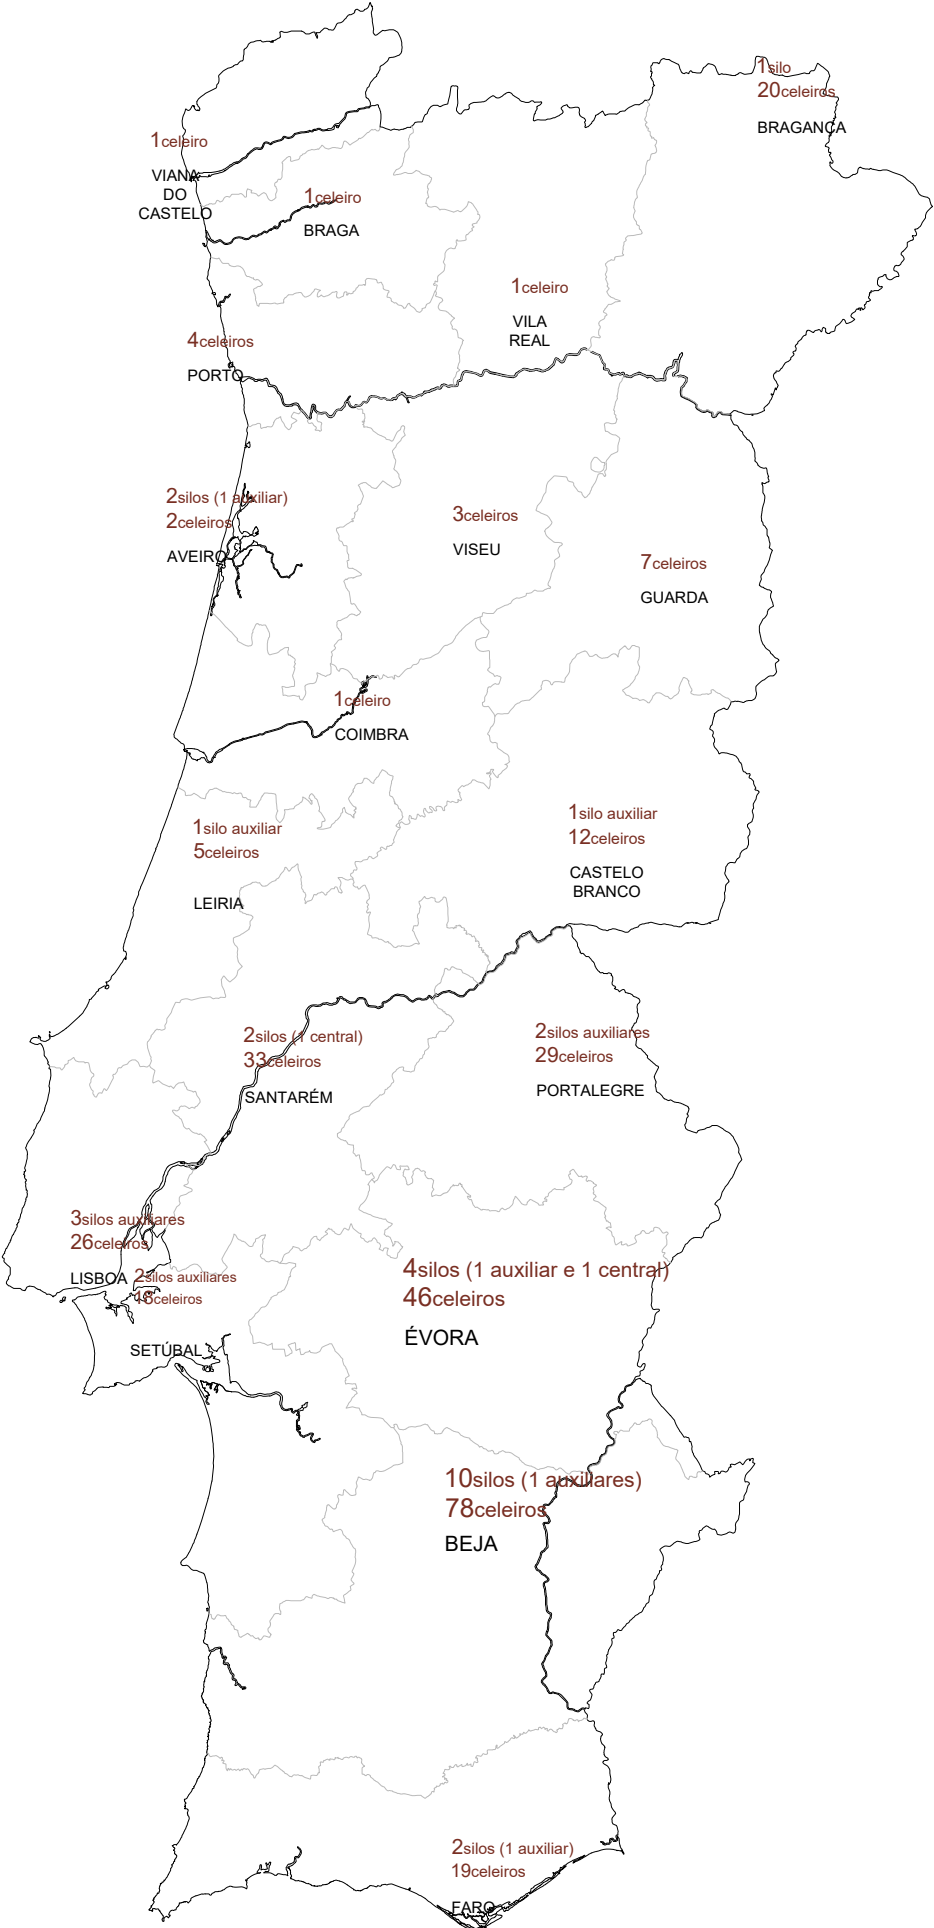 1silo
20celeiros
BRAGANÇA
1celeiro
VIANA
DO
CASTELO
1celeiro
BRAGA
1celeiro
VILA
REAL
4celeiros
PORTO
2silos (1 auxiliar)
2celeiros
AVEIRO
3celeiros
VISEU
7celeiros
GUARDA
1celeiro
COIMBRA
1silo auxiliar
5celeiros
LEIRIA
1silo auxiliar
12celeiros
CASTELO
BRANCO
2silos (1 central)
33celeiros
SANTARÉM
2silos auxiliares
29celeiros
PORTALEGRE
3silos auxiliares
26celeiros
LISBOA
2silos auxiliares
18celeiros
SETÚBAL
4silos (1 auxiliar e 1 central)
46celeiros
ÉVORA
10silos (1 auxiliares)
78celeiros
BEJA
2silos (1 auxiliar)
19celeiros
FARO